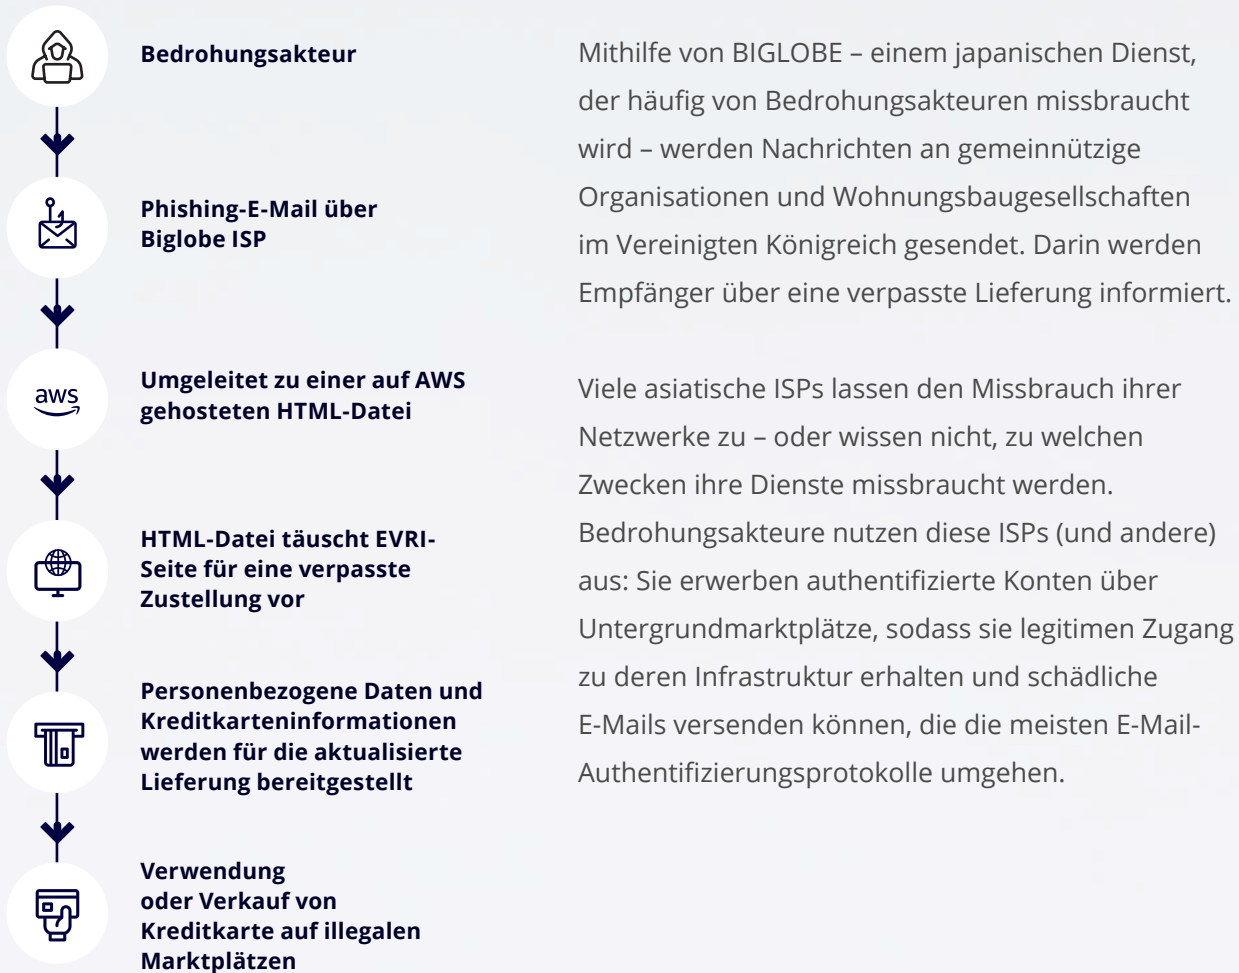 Bedrohungsakteur
Phishing-E-Mail über
Biglobe ISP
aws
Umgeleitet zu einer auf AWS
gehosteten HTML-Datei
HTML-Datei täuscht EVRI-
Seite für eine verpasste
Zustellung vor
Personenbezogene Daten und
Kreditkarteninformationen
werden für die aktualisierte
Lieferung bereitgestellt
Verwendung
oder Verkauf von
Kreditkarte auf illegalen
Marktplätzen
Mithilfe von BIGLOBE – einem japanischen Dienst,
der häufig von Bedrohungsakteuren missbraucht
wird – werden Nachrichten an gemeinnützige
Organisationen und Wohnungsbaugesellschaften
im Vereinigten Königreich gesendet. Darin werden
Empfänger über eine verpasste Lieferung informiert.
Viele asiatische ISPs lassen den Missbrauch ihrer
Netzwerke zu – oder wissen nicht, zu welchen
Zwecken ihre Dienste missbraucht werden.
Bedrohungsakteure nutzen diese ISPs (und andere)
aus: Sie erwerben authentifizierte Konten über
Untergrundmarktplätze, sodass sie legitimen Zugang
zu deren Infrastruktur erhalten und schädliche
E-Mails versenden können, die die meisten E-Mail-
Authentifizierungsprotokolle umgehen.